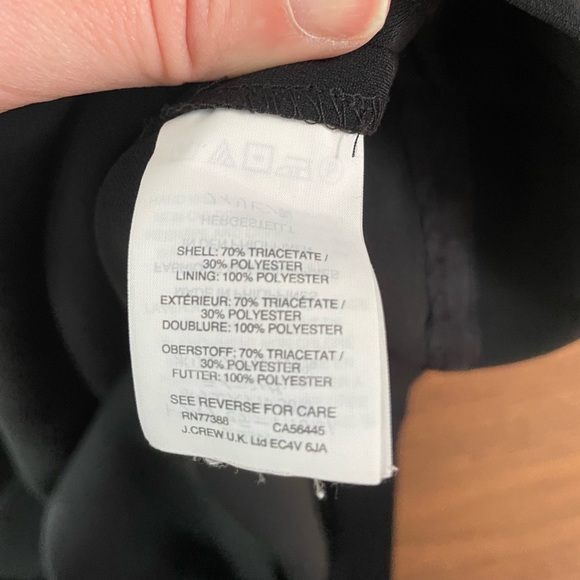 SHELL: 70% TRIACETATE /
30% POLYESTER
LINING: 100% POLYESTER
EXTÉRIEUR: 70% TRIACÉTATE /
30% POLYESTER
DOUBLURE: 100% POLYESTER
OBERSTOFF: 70% TRIACETAT /
30% POLYESTER
FUTTER: 100% POLYESTER
SEE REVERSE FOR CARE
RN77388 CA56445
J.CREW U.K. Ltd EC4V 6JA